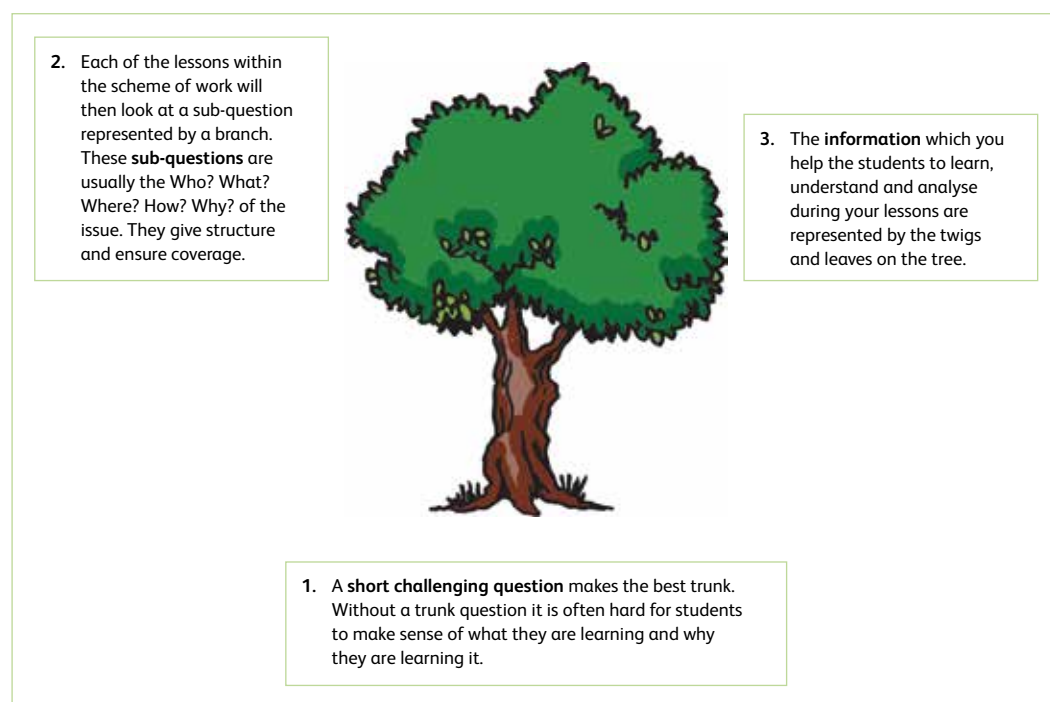 2. Each of the lessons within
the scheme of work will
then look at a sub-question
represented by a branch.
These sub-questions are
usually the Who? What?
Where? How? Why? of the
issue. They give structure
and ensure coverage.
3. The information which you
help the students to learn,
understand and analyse
during your lessons are
represented by the twigs
and leaves on the tree.
1. A short challenging question makes the best trunk.
Without a trunk question it is often hard for students
to make sense of what they are learning and why
they are learning it.